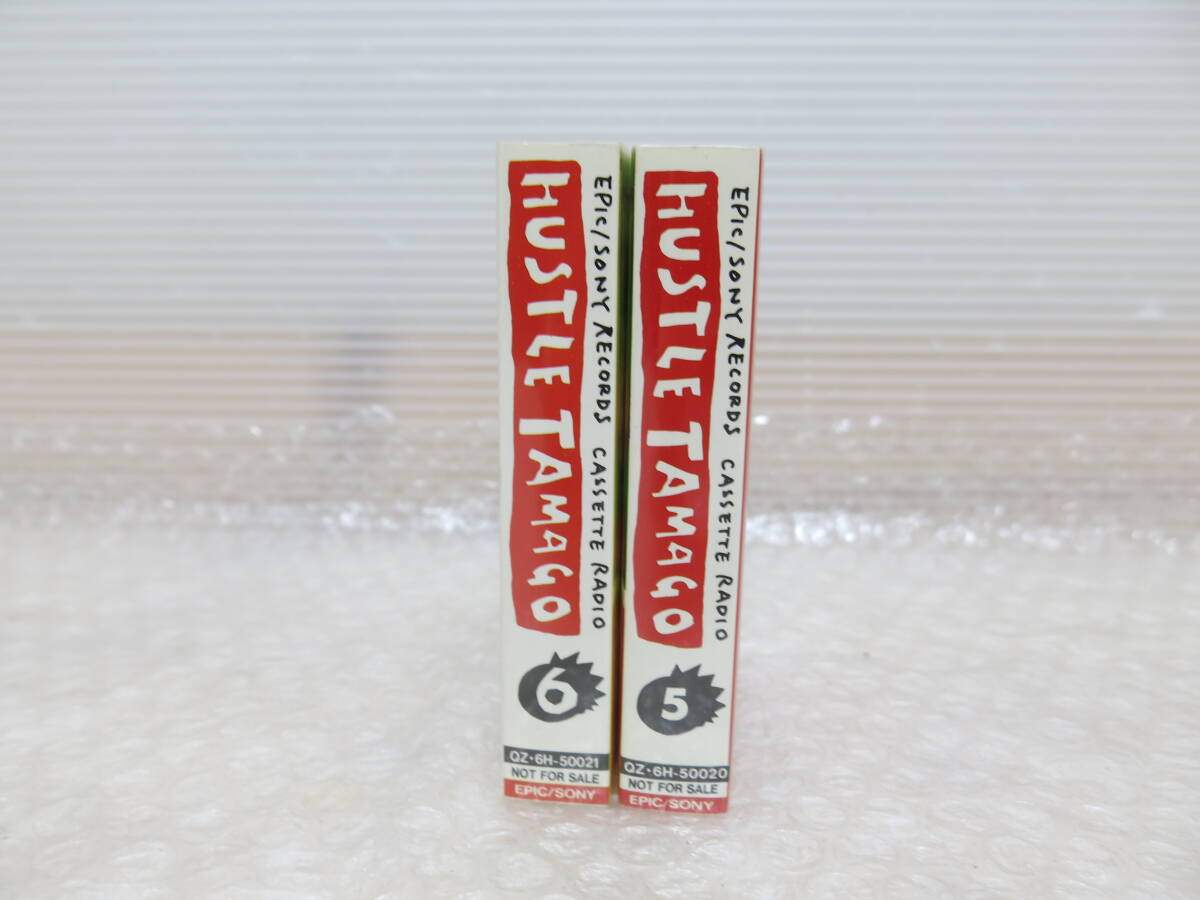 EPIC/SONY RECORDS CASSETTE RADIO
HUSTLE TAMAGO
6
QZ・6H-50021
NOT FOR SALE
EPIC/SONY
EPIC/SONY RECORDS CASSETTE RADIO
HUSTLE TAMAGO
5
QZ・6H-50020
NOT FOR SALE
EPIC/SONY